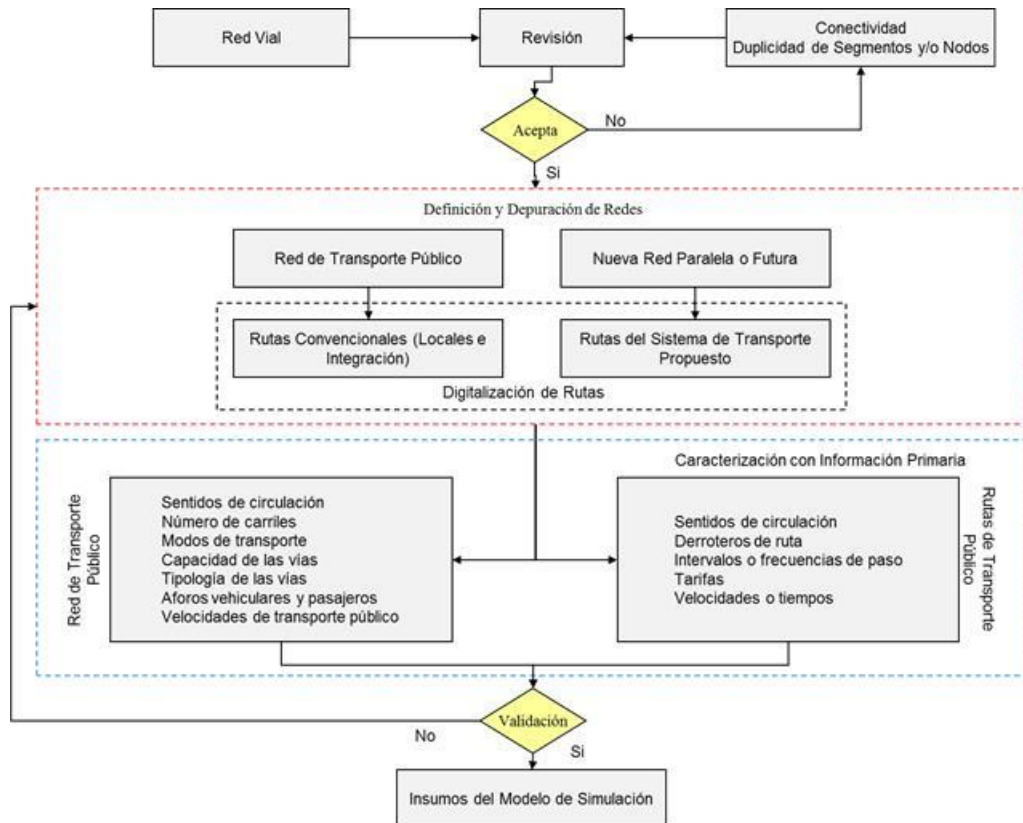 Red Vial
Revisión
Conectividad
Duplicidad de Segmentos y/o Nodos
Acepta
No
Si
Definición y Depuración de Redes
Red de Transporte Público
Nueva Red Paralela o Futura
Rutas Convencionales (Locales e
Integración)
Rutas del Sistema de Transporte
Propuesto
Digitalización de Rutas
Caracterización con Información Primaria
Red de Transporte
Público
Sentidos de circulación
Número de carriles
Modos de transporte
Capacidad de las vías
Tipología de las vías
Aforos vehiculares y pasajeros
Velocidades de transporte público
Sentidos de circulación
Derroteros de ruta
Intervalos o frecuencias de paso
Tarifas
Velocidades o tiempos
Rutas de Transporte
Público
Validación
No
Si
Insumos del Modelo de Simulación